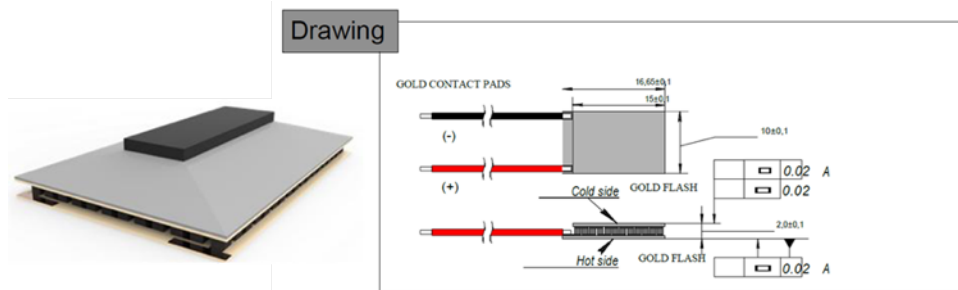 Drawing
GOLD CONTACT PADS
16,65±0,1
15±0,1
(-)
10±0,1
(+)
GOLD FLASH
Cold side
0.02 A
0.02
2,0±0,1
Hot side
GOLD FLASH
0.02 A